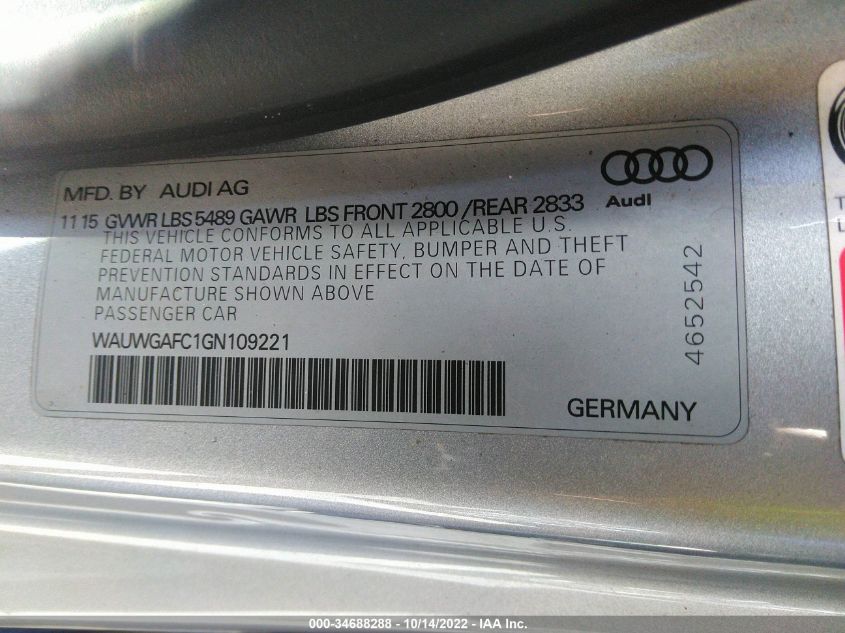 MFD. BY AUDI AG
Audi
11 15 GVWR LBS 5489 GAWR LBS FRONT 2800 /REAR 2833
THIS VEHICLE CONFORMS TO ALL APPLICABLE U.S.
FEDERAL MOTOR VEHICLE SAFETY, BUMPER AND THEFT
PREVENTION STANDARDS IN EFFECT ON THE DATE OF
MANUFACTURE SHOWN ABOVE
PASSENGER CAR
WAUWGAFC1GN109221
GERMANY
4652542
000-34688288 - 10/14/2022 - IAA Inc.